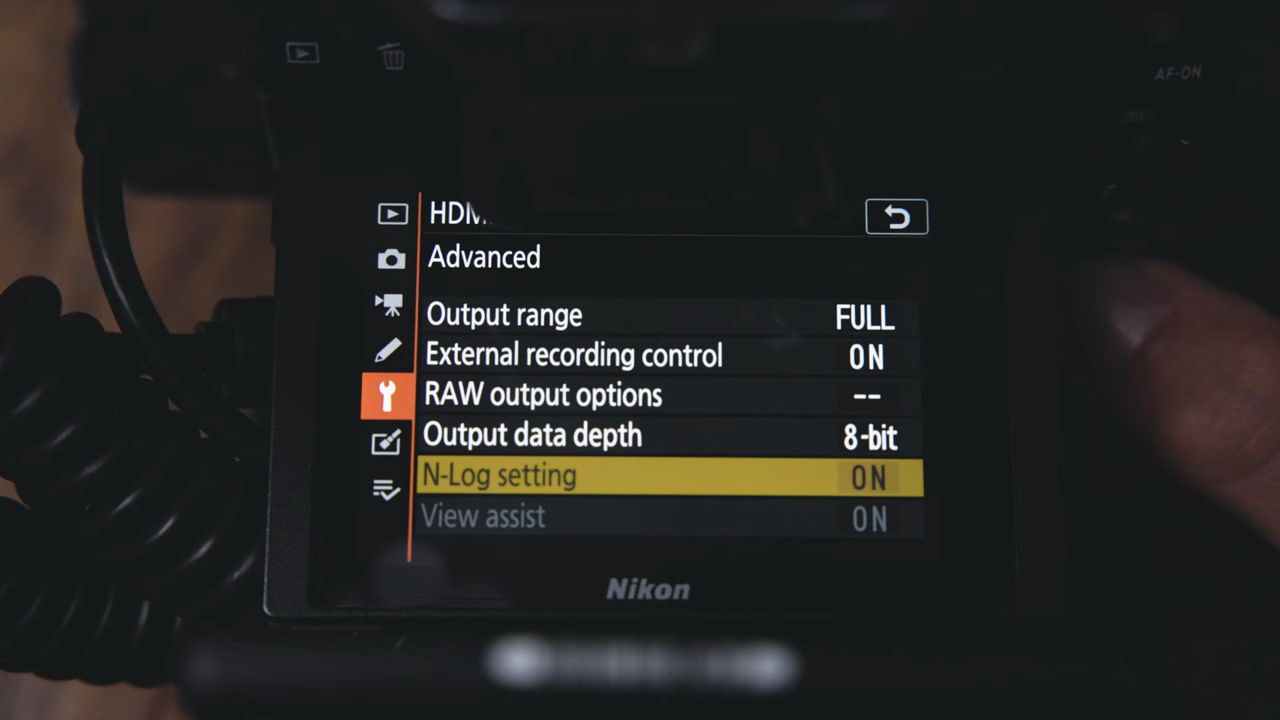 AF-ON
HDM
Advanced
Output range FULL
External recording control ON
RAW output options --
Output data depth 8-bit
N-Log setting ON
View assist ON
Nikon